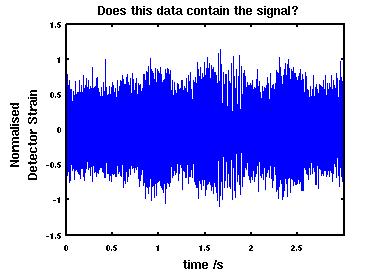 Does this data contain the signal?
1.5
1
0.5
0
-0.5
-1
-1.5
Normalised
Detector Strain
0 0.5 1 1.5 2 2.5
time /s